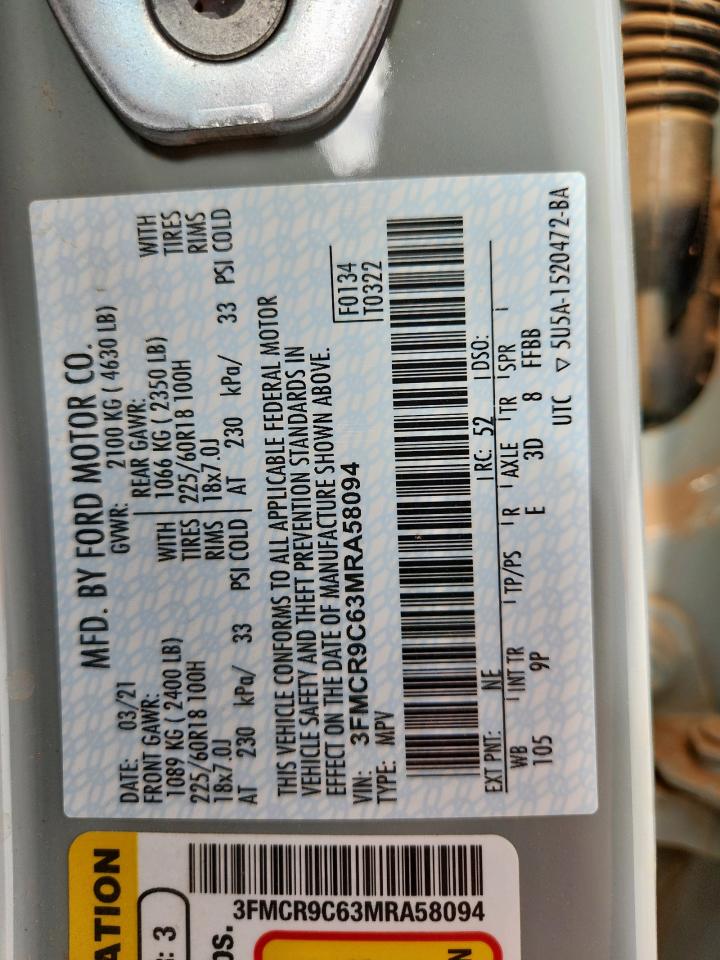 MFD. BY FORD MOTOR CO.
DATE: 03/21
GVWR: 2100 KG ( 4630 LB)
FRONT GAWR:
1089 KG ( 2400 LB)
225/60R18 100H
18x7.0J
AT 230 kPa/ 33 PSI COLD
WITH
TIRES
RIMS
REAR GAWR:
1066 KG ( 2350 LB)
225/60R18 100H
18x7.0J
AT 230 kPa/ 33 PSI COLD
WITH
TIRES
RIMS
THIS VEHICLE CONFORMS TO ALL APPLICABLE FEDERAL MOTOR
VEHICLE SAFETY AND THEFT PREVENTION STANDARDS IN
EFFECT ON THE DATE OF MANUFACTURE SHOWN ABOVE.
VIN: 3FMCR9C63MRA58094
TYPE: MPV
F0134
T0322
EXT PNT: NE RC: 52 DSO:
WB INT TR TP/PS R AXLE TR SPR
105 9P E 3D 8 FFBB
UTC ▽ 5U5A-1520472-BA
ATION
: 3
3FMCR9C63MRA58094
OS.
N